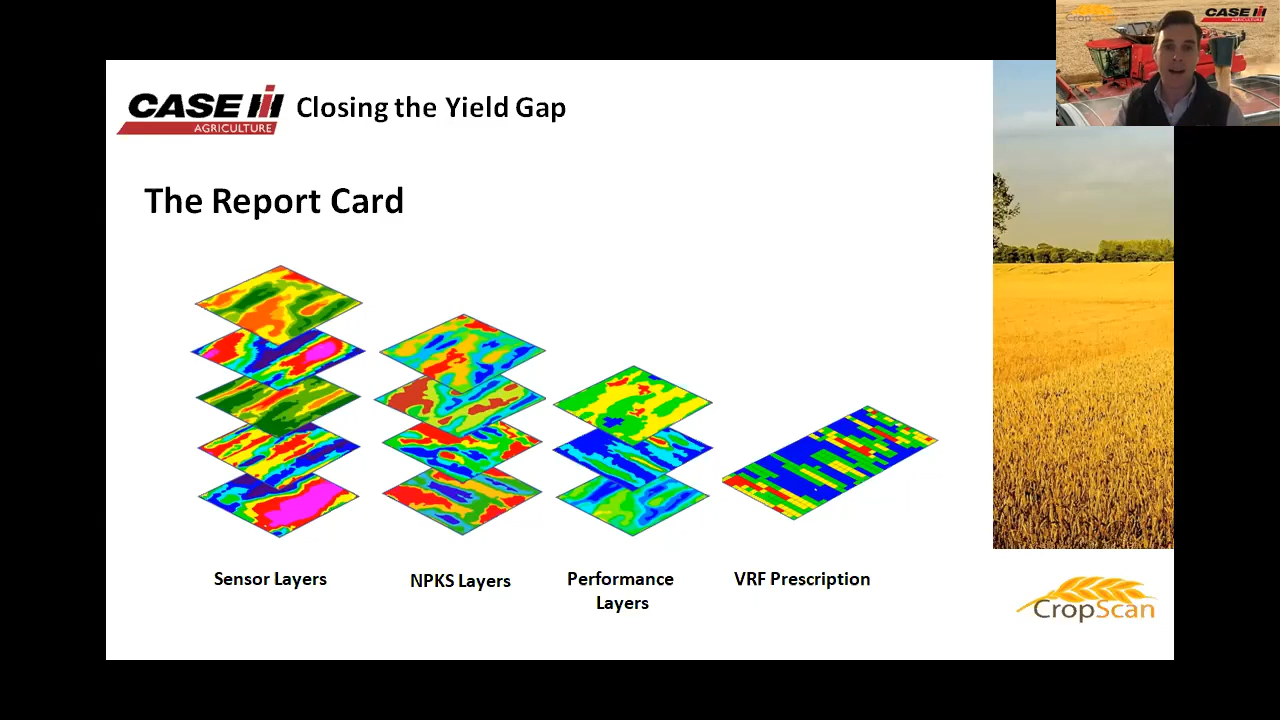 CASE IH
AGRICULTURE
Closing the Yield Gap
The Report Card
Sensor Layers
NPKS Layers
Performance
Layers
VRF Prescription
CropScan
CASE IH
AGRICULTURE